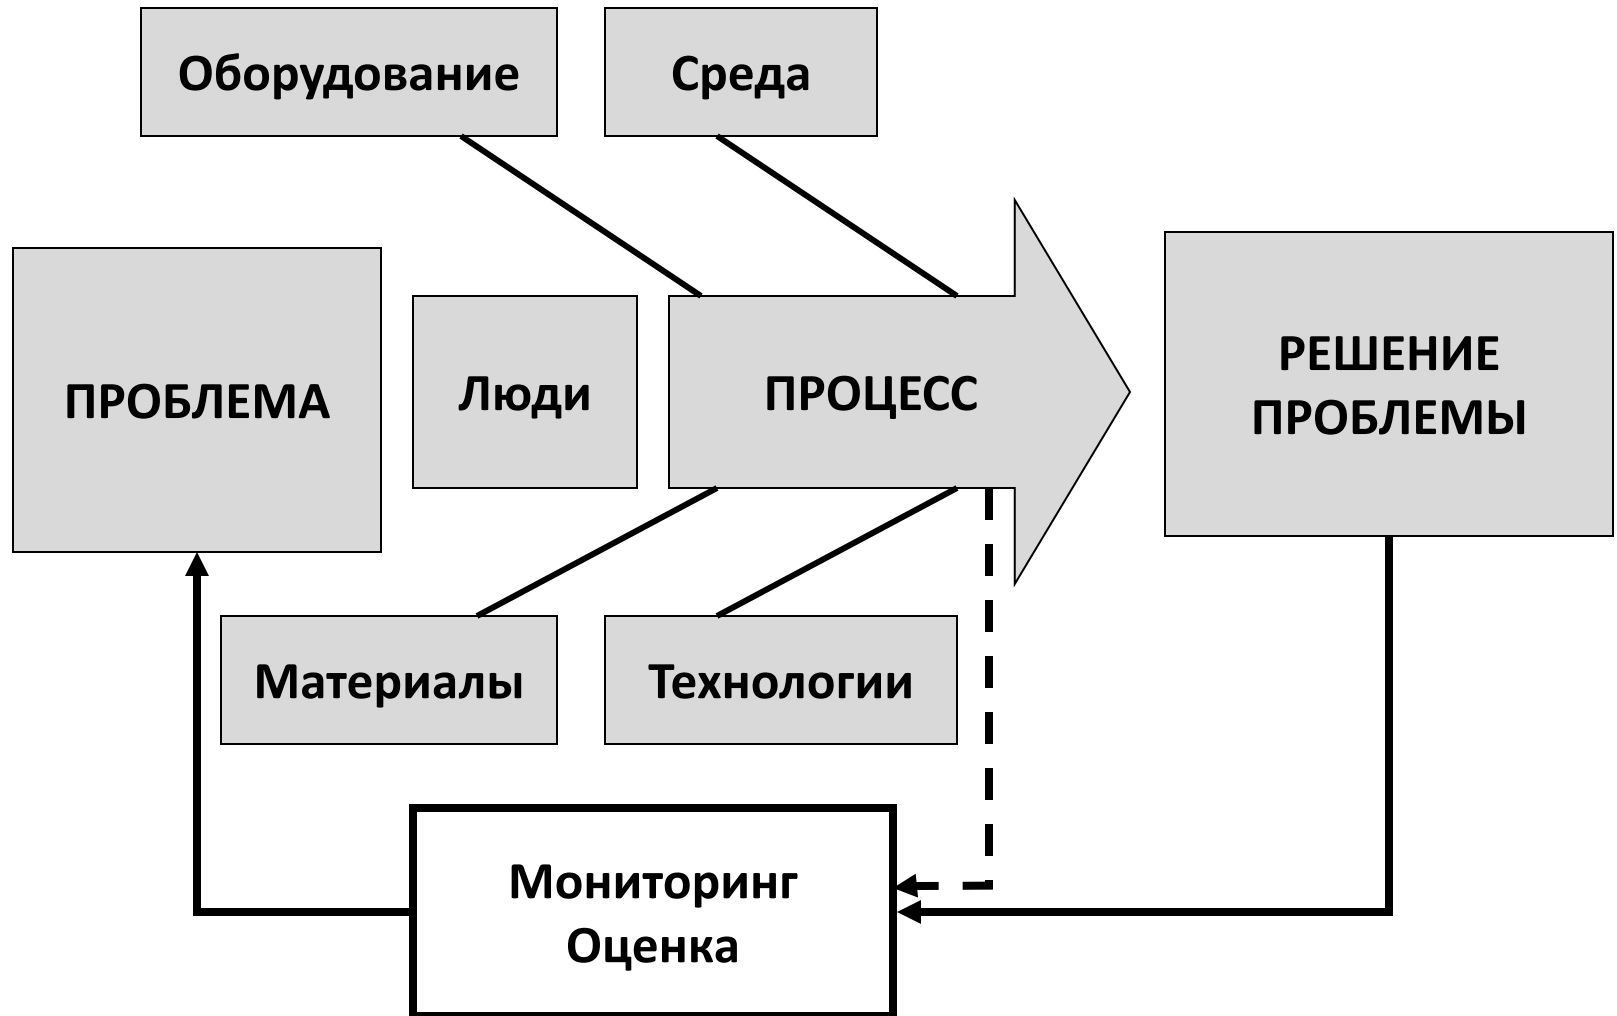 Оборудование
Среда
ПРОБЛЕМА
Люди
ПРОЦЕСС
РЕШЕНИЕ
ПРОБЛЕМЫ
Материалы
Технологии
Мониторинг
Оценка